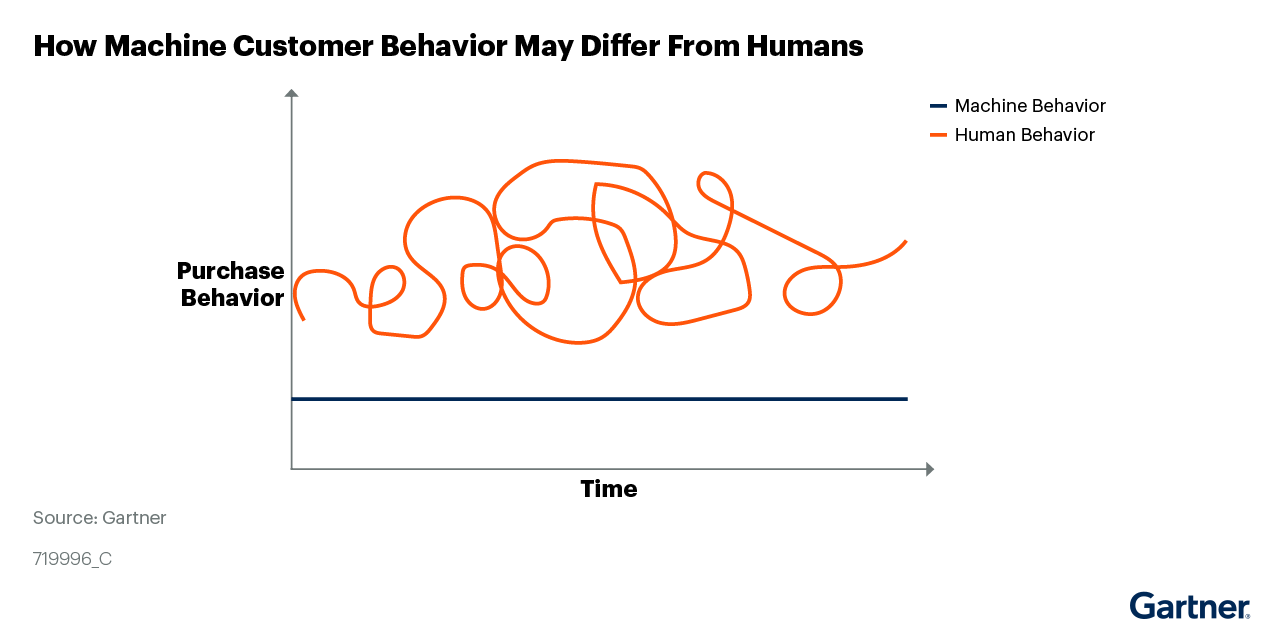 How Machine Customer Behavior May Differ From Humans
Machine Behavior
Human Behavior
Purchase
Behavior
Time
Source: Gartner
719996_C
Gartner®